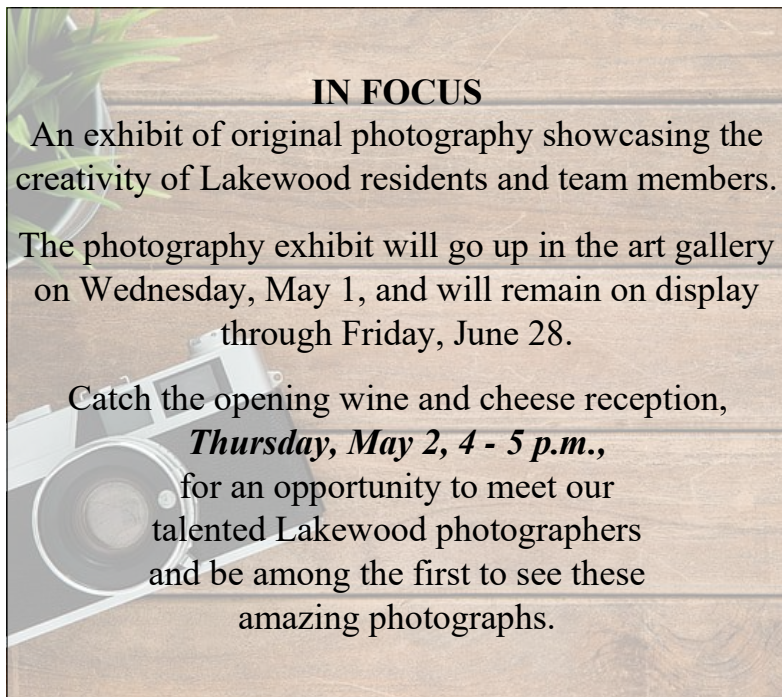 IN FOCUS
An exhibit of original photography showcasing the
creativity of Lakewood residents and team members.
The photography exhibit will go up in the art gallery
on Wednesday, May 1, and will remain on display
through Friday, June 28.
Catch the opening wine and cheese reception,
Thursday, May 2, 4 - 5 p.m.,
for an opportunity to meet our
talented Lakewood photographers
and be among the first to see these
amazing photographs.